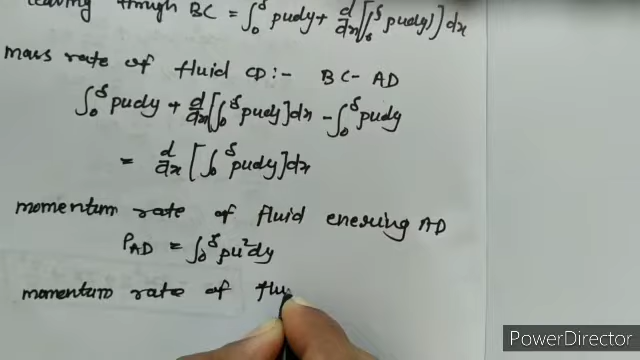 leaving though BC = ∫₀^δ ρudy + d/dx[∫₀^δ ρudy)]dx
mass rate of fluid CD :- BC - AD
∫₀^δ ρudy + d/dx[∫₀^δ ρudy]dx - ∫₀^δ ρudy
= d/dx [∫₀^δ ρudy]dx
momentum rate of fluid enering AD
P_AD = ∫₀^δ ρu²dy
momentum rate of flu
PowerDirector